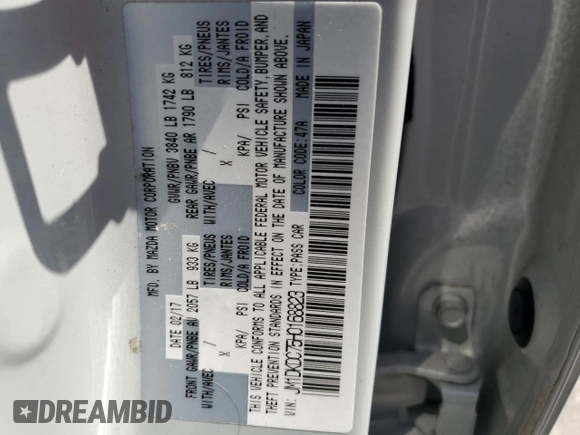 MFD. BY MAZDA MOTOR CORPORATION
DATE 02/17 GVWR/PNBV 3840 LB 1742 KG
FRONT GAWR/PNBE AV 2057 LB 933 KG REAR GAWR/PNBE AR 1790 LB 812 KG
WITH/AVEC TIRES/PNEUS WITH/AVEC TIRES/PNEUS
X RIMS/JANTES X RIMS/JANTES
KPA/ PSI COLD/A FROID KPA/ PSI COLD/A FROID
THIS VEHICLE CONFORMS TO ALL APPLICABLE FEDERAL MOTOR VEHICLE SAFETY, BUMPER, AND
THEFT PREVENTION STANDARDS IN EFFECT ON THE DATE OF MANUFACTURE SHOWN ABOVE.
VIN: JM1DKDC75H0168823 TYPE:PASS CAR COLOR CODE:47A MADE IN JAPAN
DREAMBID